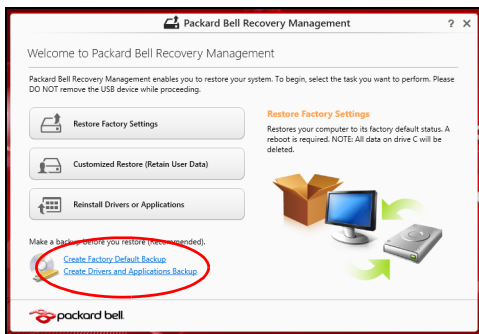 Packard Bell Recovery Management
? X
Welcome to Packard Bell Recovery Management
Packard Bell Recovery Management enables you to restore your system. To begin, select the task you want to perform. Please
DO NOT remove the USB device while proceeding.
Restore Factory Settings
Customized Restore (Retain User Data)
Reinstall Drivers or Applications
Restore Factory Settings
Restores your computer to its factory default status. A
reboot is required. NOTE: All data on drive C will be
deleted.
Make a backup before you restore (Recommended).
Create Factory Default Backup
Create Drivers and Applications Backup
packard bell